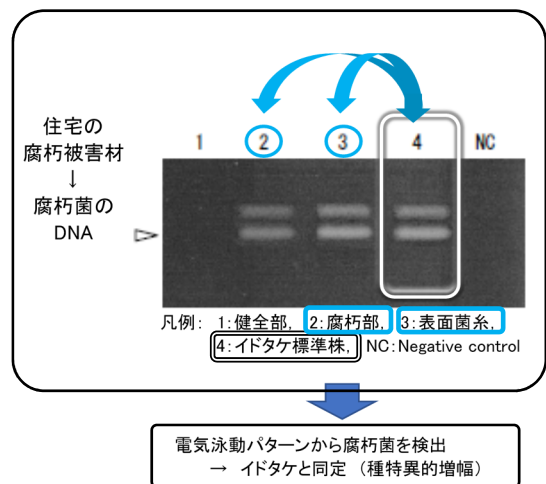 住宅の
腐朽被害材
↓
腐朽菌の
DNA
1 2 3 4 NC
凡例： 1:健全部, 2:腐朽部, 3:表面菌糸,
4:イドタケ標準株, NC:Negative control
電気泳動パターンから腐朽菌を検出
→ イドタケと同定 （種特異的増幅）